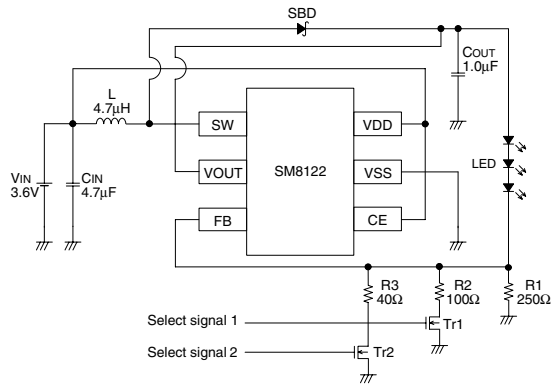 SBD
COUT
1.0μF
L
4.7μH
SW
VDD
VIN
3.6V
CIN
4.7μF
VOUT
SM8122
VSS
LED
FB
CE
R3
40Ω
R2
100Ω
R1
250Ω
Select signal 1
Tr1
Select signal 2
Tr2